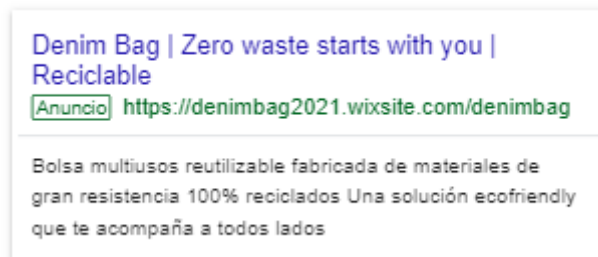 Denim Bag | Zero waste starts with you |
Reciclable
Anuncio https://denimbag2021.wixsite.com/denimbag
Bolsa multiusos reutilizable fabricada de materiales de
gran resistencia 100% reciclados Una solución ecofriendly
que te acompaña a todos lados